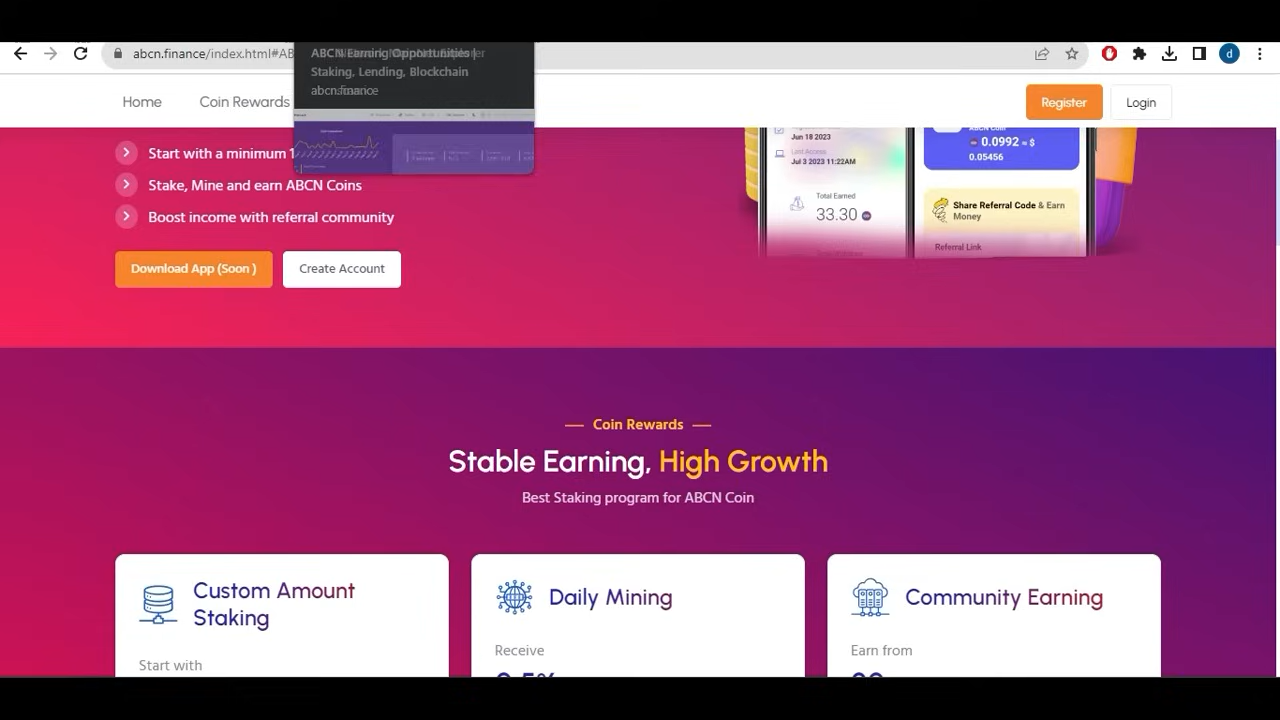 abcn.finance/index.html#AB
Staking, Lending, Blockchain
d
Home
Coin Rewards
Register
Login
Start with a minimum 1
Stake, Mine and earn ABCN Coins
Boost income with referral community
Download App (Soon )
Create Account
Jun 18 2023
Last Access
Jul 3 2023 11:22AM
Total Earned
33.30
ABCN Coin
0.0992 ≈ $
0.05456
Share Referral Code & Earn
Money
Referral Link
Coin Rewards
Stable Earning, High Growth
Best Staking program for ABCN Coin
Custom Amount
Staking
Start with
Daily Mining
Receive
Community Earning
Earn from